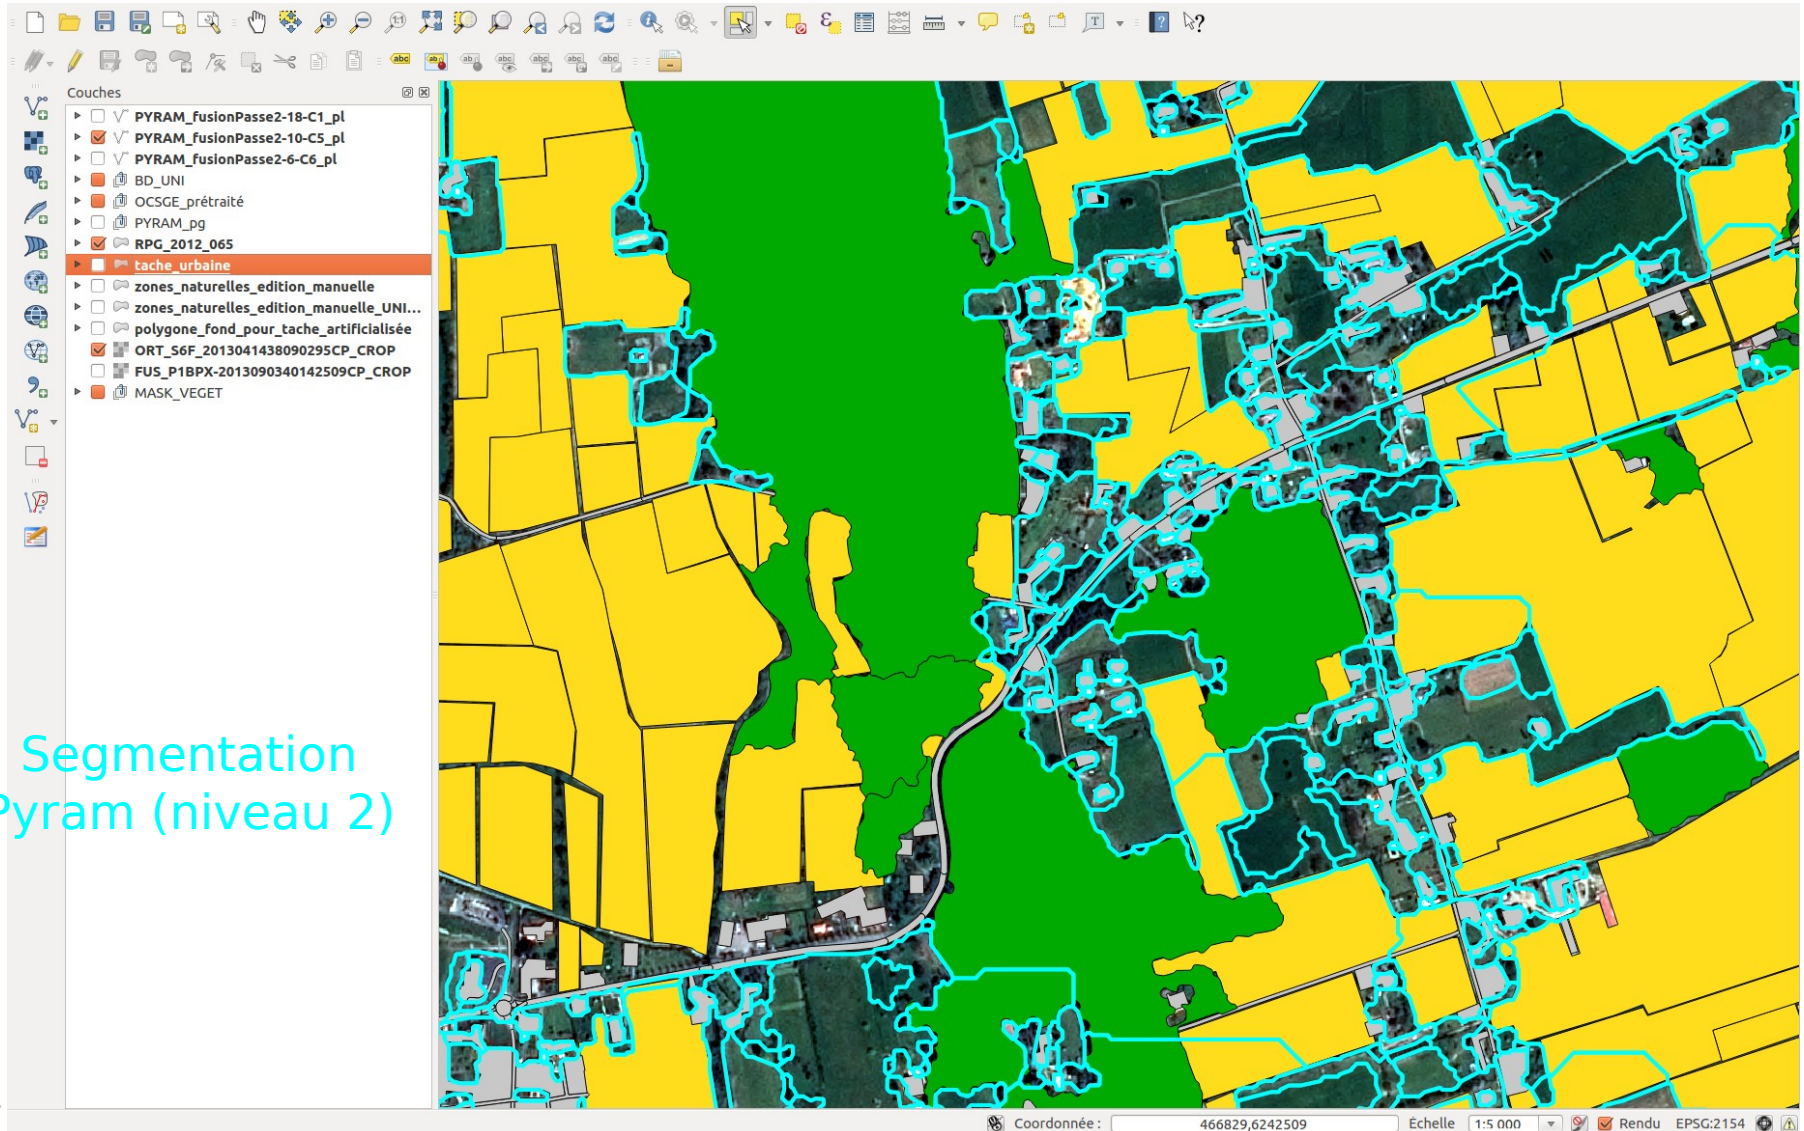 Couches
PYRAM_fusionPasse2-18-C1_pl
PYRAM_fusionPasse2-10-C5_pl
PYRAM_fusionPasse2-6-C6_pl
BD_UNI
OCSGE_prétraité
PYRAM_pg
RPG_2012_065
tache_urbaine
zones_naturelles_edition_manuelle
zones_naturelles_edition_manuelle_UNI...
polygone_fond_pour_tache_artificialisée
ORT_S6F_2013041438090295CP_CROP
FUS_P1BPX-2013090340142509CP_CROP
MASK_VEGET
Segmentation
Pyram (niveau 2)
Coordonnée : 466829,6242509 Échelle 1:5 000 Rendu EPSG:2154